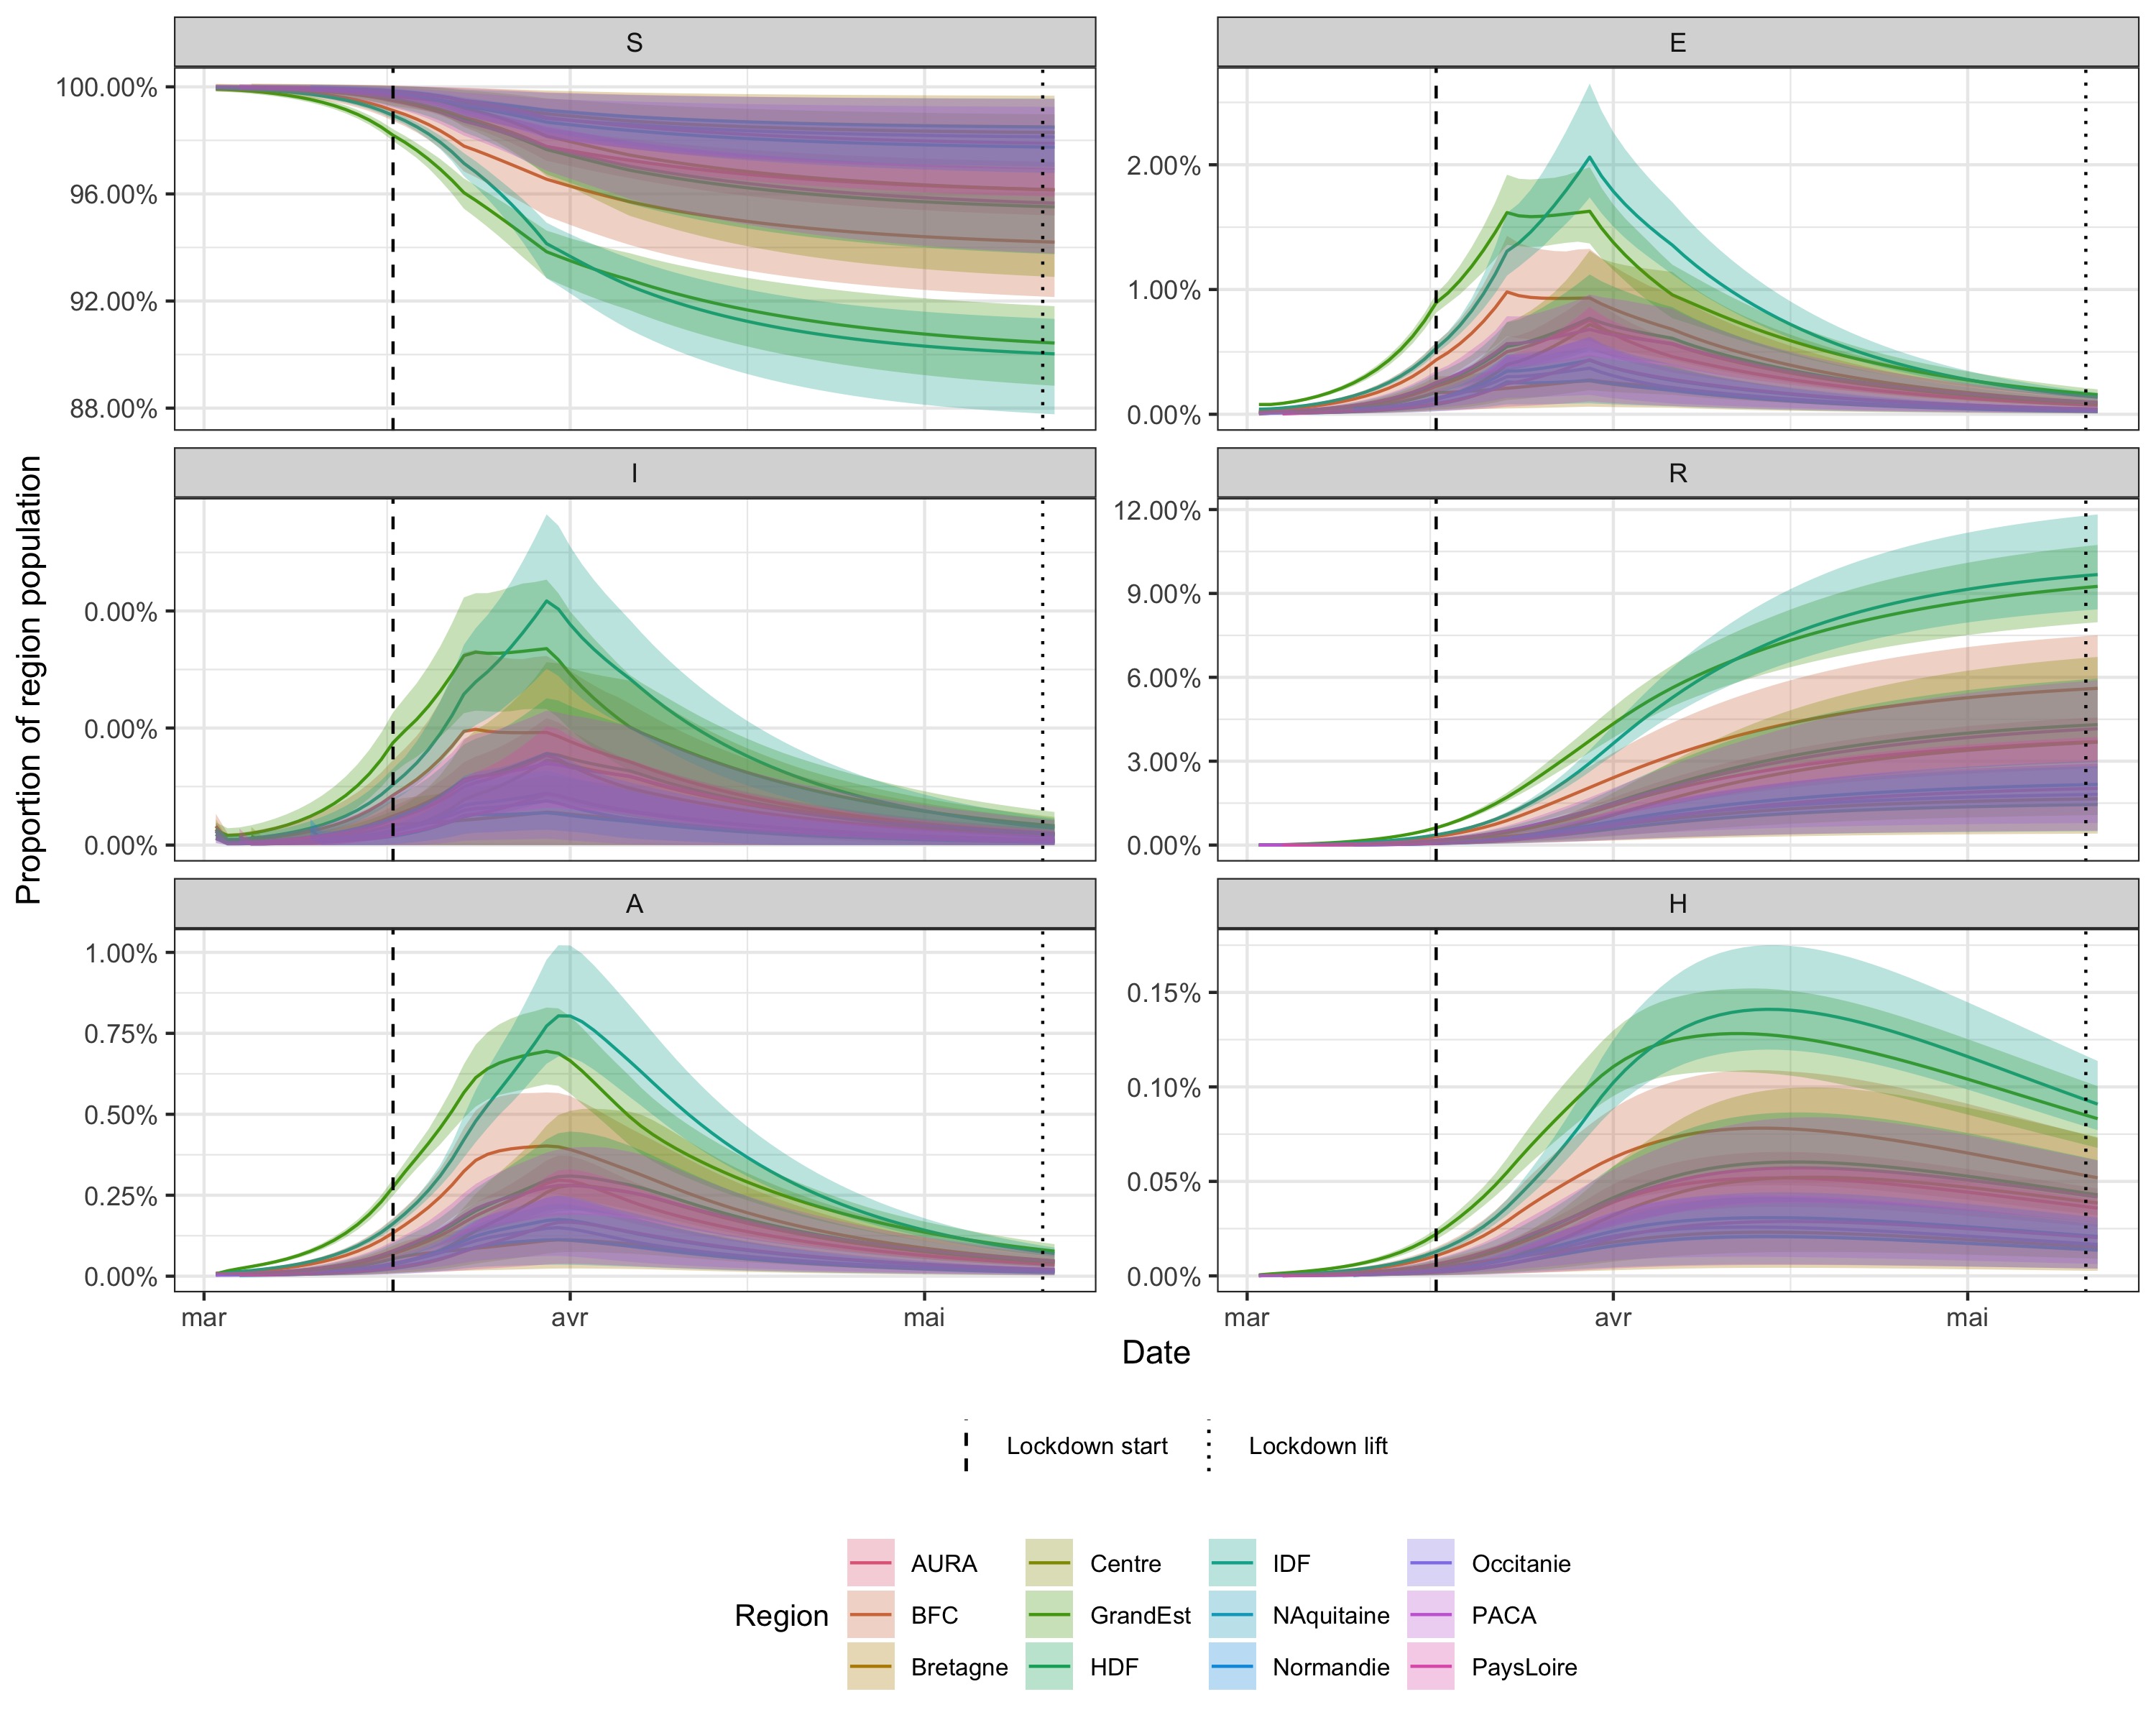 S
E
100.00%
96.00%
92.00%
88.00%
2.00%
1.00%
0.00%
Proportion of region population
I
R
0.00%
0.00%
0.00%
12.00%
9.00%
6.00%
3.00%
0.00%
A
H
1.00%
0.75%
0.50%
0.25%
0.00%
0.15%
0.10%
0.05%
0.00%
mar avr mai
mar avr mai
Date
Lockdown start Lockdown lift
Region
AURA Centre IDF Occitanie
BFC GrandEst NAquitaine PACA
Bretagne HDF Normandie PaysLoire